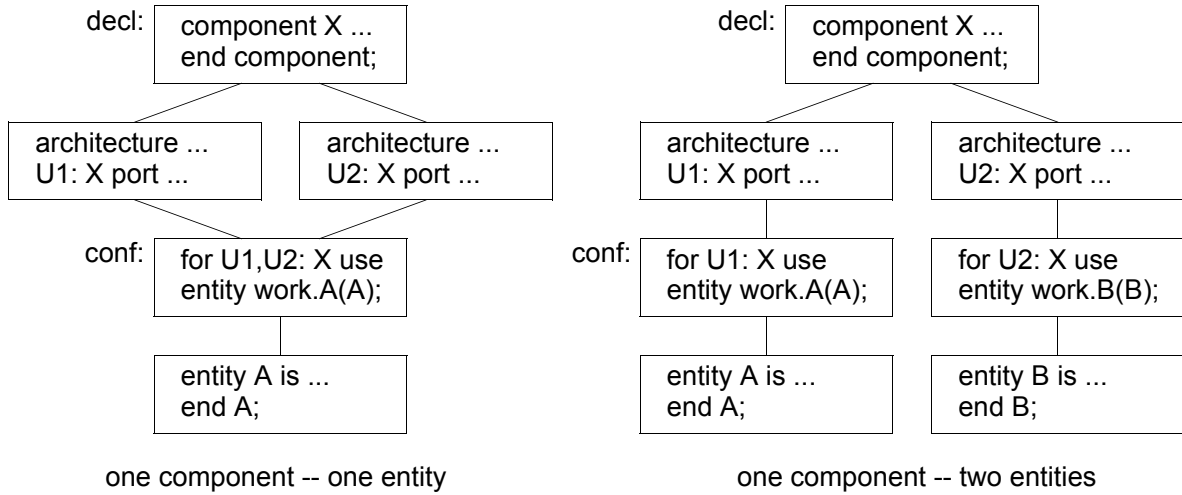 decl:
component X ...
end component;
architecture ...
U1: X port ...
architecture ...
U2: X port ...
conf:
for U1,U2: X use
entity work.A(A);
entity A is ...
end A;
one component -- one entity
decl:
component X ...
end component;
architecture ...
U1: X port ...
architecture ...
U2: X port ...
conf:
for U1: X use
entity work.A(A);
for U2: X use
entity work.B(B);
entity A is ...
end A;
entity B is ...
end B;
one component -- two entities